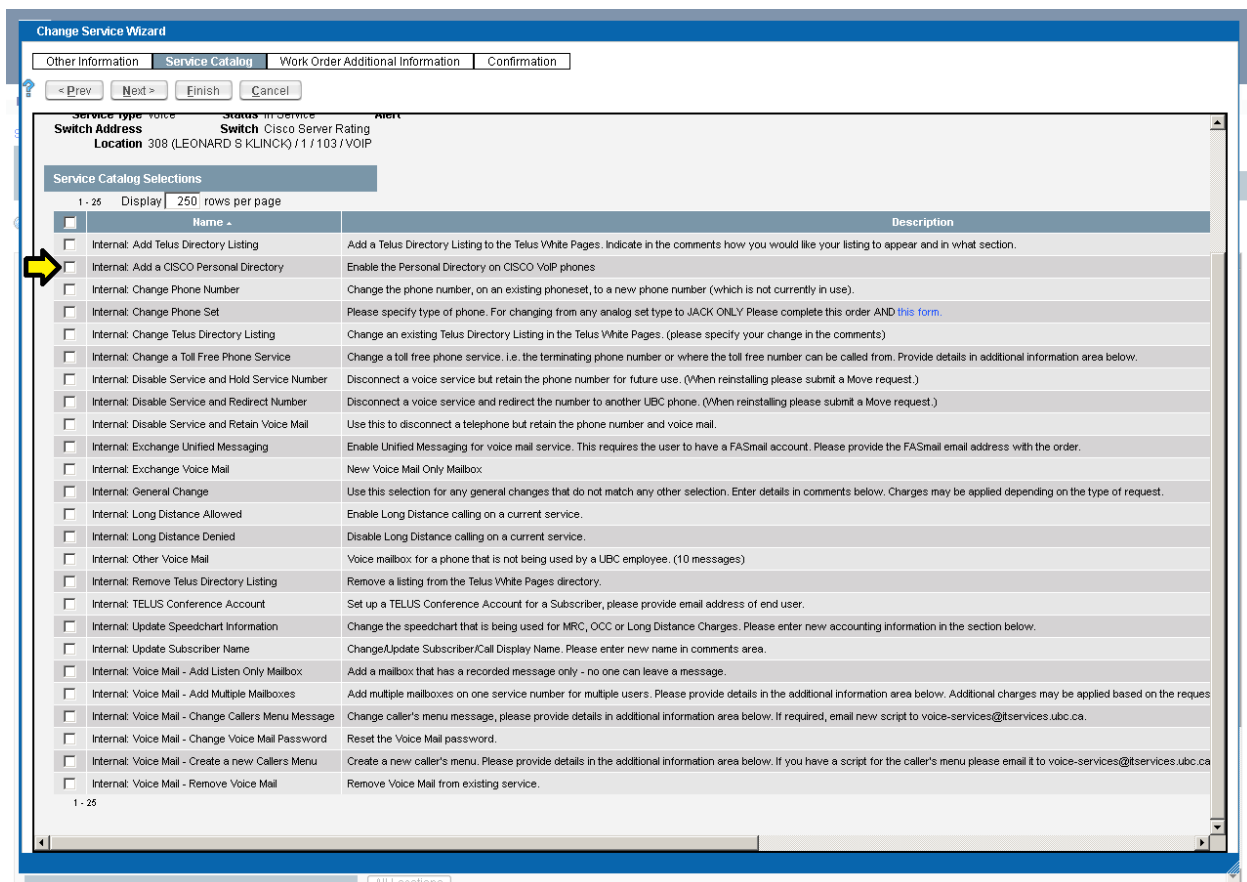 Change Service Wizard
Other Information Service Catalog Work Order Additional Information Confirmation
? < Prev Next > Finish Cancel
Service Type Voice Status In Service Alert
Switch Address Switch Cisco Server Rating
Location 308 (LEONARD S KLINCK) / 1 / 103 / VOIP
Service Catalog Selections
1 - 25 Display 250 rows per page
Name Description
Internal: Add Telus Directory Listing Add a Telus Directory Listing to the Telus White Pages. Indicate in the comments how you would like your listing to appear and in what section.
Internal: Add a CISCO Personal Directory Enable the Personal Directory on CISCO VoIP phones
Internal: Change Phone Number Change the phone number, on an existing phoneset, to a new phone number (which is not currently in use).
Internal: Change Phone Set Please specify type of phone. For changing from any analog set type to JACK ONLY Please complete this order AND this form.
Internal: Change Telus Directory Listing Change an existing Telus Directory Listing in the Telus White Pages. (please specify your change in the comments)
Internal: Change a Toll Free Phone Service Change a toll free phone service. i.e. the terminating phone number or where the toll free number can be called from. Provide details in additional information area below.
Internal: Disable Service and Hold Service Number Disconnect a voice service but retain the phone number for future use. (When reinstalling please submit a Move request.)
Internal: Disable Service and Redirect Number Disconnect a voice service and redirect the number to another UBC phone. (When reinstalling please submit a Move request.)
Internal: Disable Service and Retain Voice Mail Use this to disconnect a telephone but retain the phone number and voice mail.
Internal: Exchange Unified Messaging Enable Unified Messaging for voice mail service. This requires the user to have a FASmail account. Please provide the FASmail email address with the order.
Internal: Exchange Voice Mail New Voice Mail Only Mailbox
Internal: General Change Use this selection for any general changes that do not match any other selection. Enter details in comments below. Charges may be applied depending on the type of request.
Internal: Long Distance Allowed Enable Long Distance calling on a current service.
Internal: Long Distance Denied Disable Long Distance calling on a current service.
Internal: Other Voice Mail Voice mailbox for a phone that is not being used by a UBC employee. (10 messages)
Internal: Remove Telus Directory Listing Remove a listing from the Telus White Pages directory.
Internal: TELUS Conference Account Set up a TELUS Conference Account for a Subscriber, please provide email address of end user.
Internal: Update Speedchart Information Change the speedchart that is being used for MRC, OCC or Long Distance Charges. Please enter new accounting information in the section below.
Internal: Update Subscriber Name Change/Update Subscriber/Call Display Name. Please enter new name in comments area.
Internal: Voice Mail - Add Listen Only Mailbox Add a mailbox that has a recorded message only - no one can leave a message.
Internal: Voice Mail - Add Multiple Mailboxes Add multiple mailboxes on one service number for multiple users. Please provide details in the additional information area below. Additional charges may be applied based on the reques
Internal: Voice Mail - Change Callers Menu Message Change caller's menu message, please provide details in additional information area below. If required, email new script to voice-services@itservices.ubc.ca.
Internal: Voice Mail - Change Voice Mail Password Reset the Voice Mail password.
Internal: Voice Mail - Create a new Callers Menu Create a new caller's menu. Please provide details in the additional information area below. If you have a script for the caller's menu please email it to voice-services@itservices.ubc.ca
Internal: Voice Mail - Remove Voice Mail Remove Voice Mail from existing service.
1 - 25
All Locations